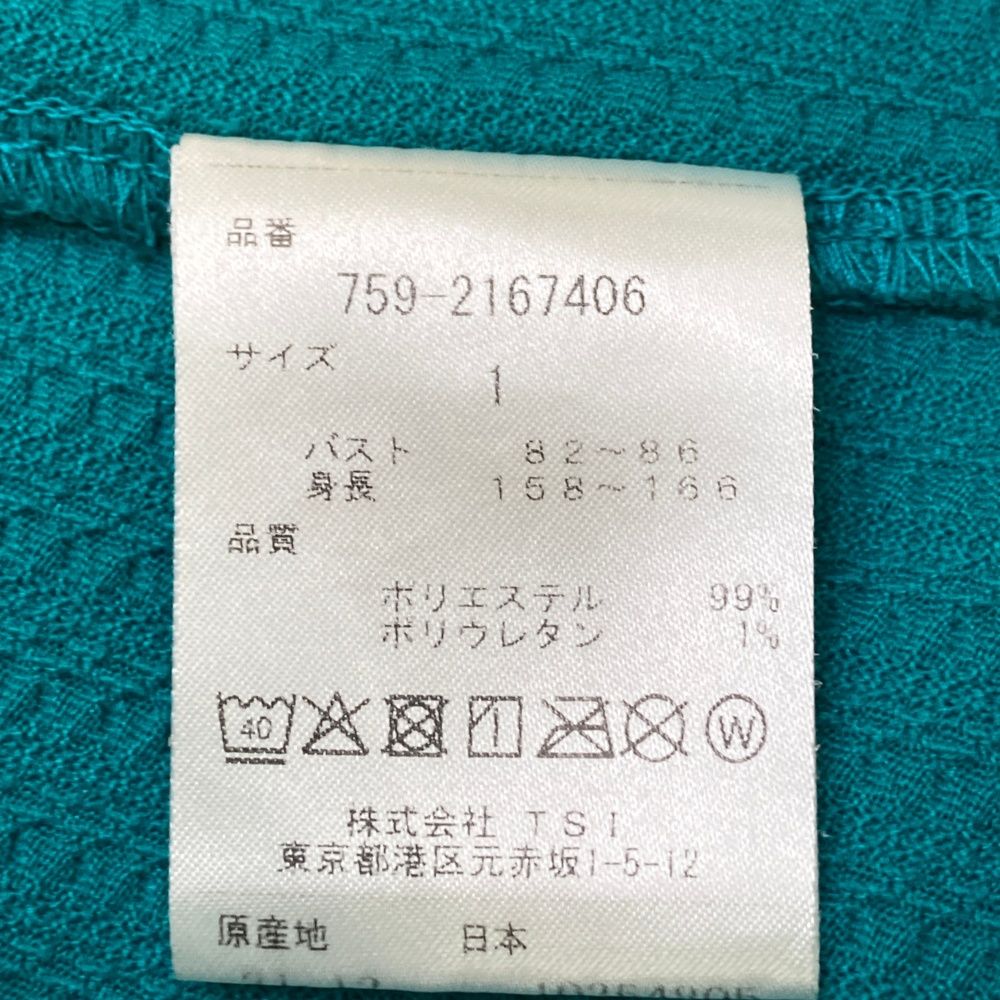 品番
759-2167406
サイズ
1
バスト 82～86
身長 158～166
品質
ポリエステル 99%
ポリウレタン 1%
40 W
株式会社 TSI
東京都港区元赤坂1-5-12
原産地 日本